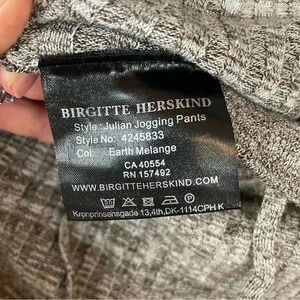 BIRGITTE HERSKIND
Style: Julian Jogging Pants
Style No: 4245833
Col: Earth Melange
CA 40554
RN 157492
WWW.BIRGITTEHERSKIND.COM
Kronprinsensgade 13,4th,DK-1114CPH K